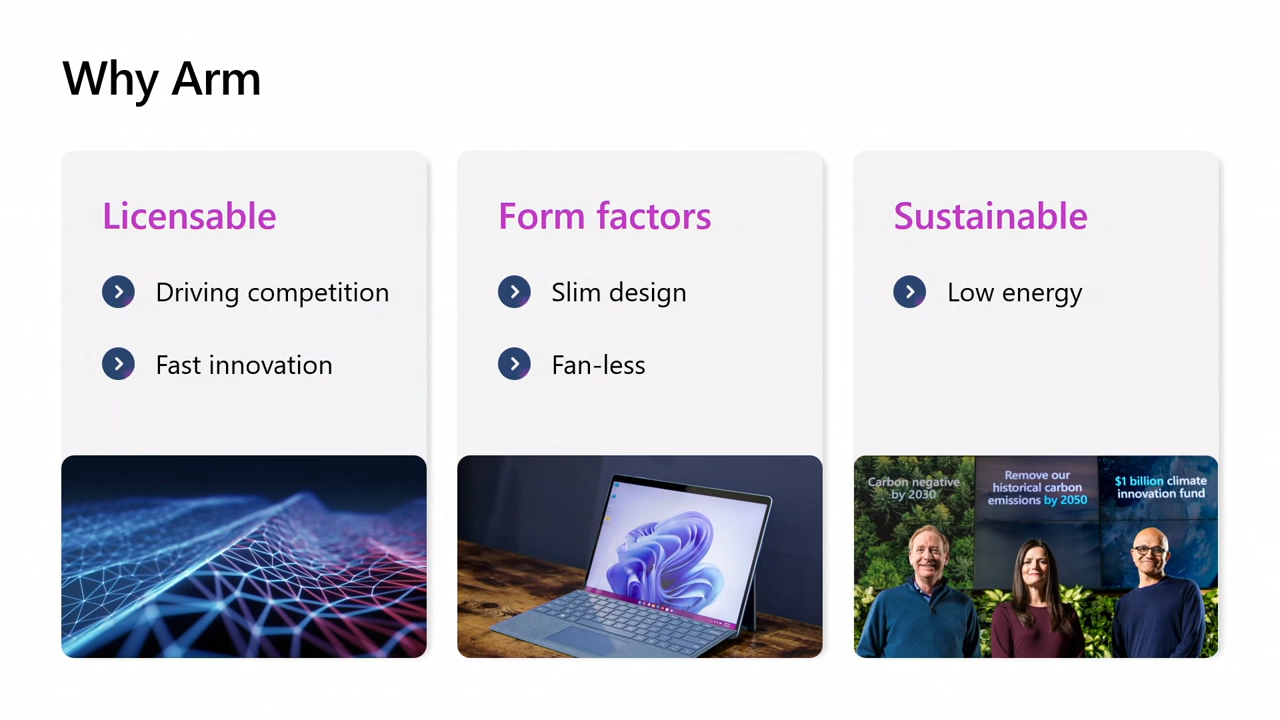 Why Arm
Licensable
Driving competition
Fast innovation
Form factors
Slim design
Fan-less
Sustainable
Low energy
Carbon negative
by 2030
Remove our
historical carbon
emissions by 2050
$1 billion climate
innovation fund